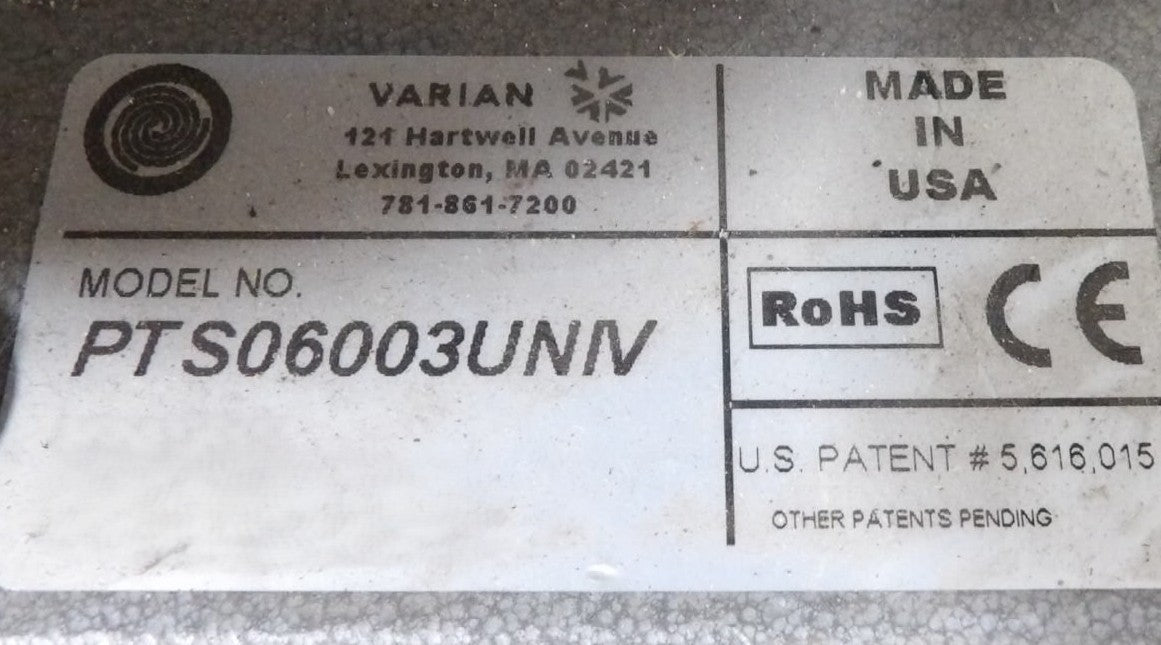 VARIAN
121 Hartwell Avenue
Lexington, MA 02421
781-861-7200
MADE
IN
USA
MODEL NO.
PTS06003UNIV
RoHS
CE
U.S. PATENT # 5,616,015
OTHER PATENTS PENDING